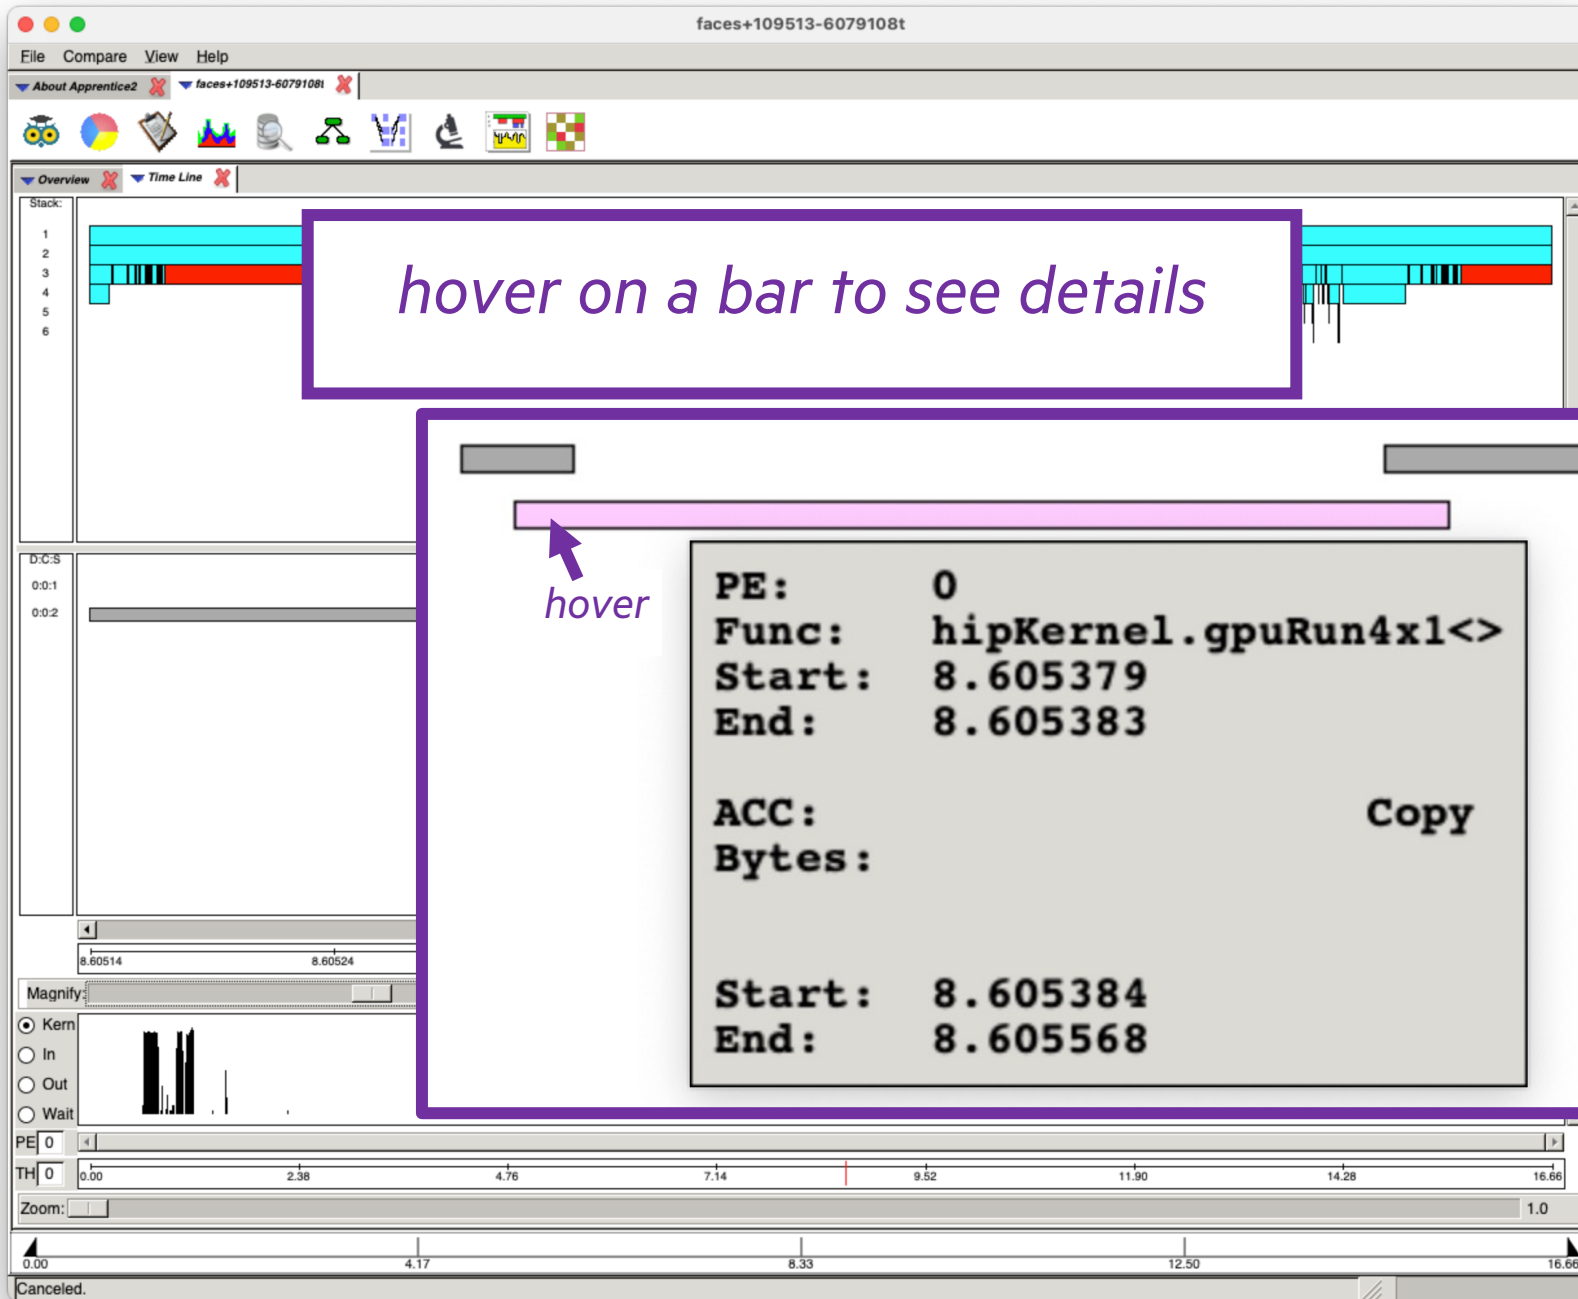 faces+109513-6079108t
File Compare View Help
About Apprentice2 faces+109513-6079108t
Overview Time Line
Stack:
1
2
3
4
5
6
hover on a bar to see details
hover
PE: 0
Func: hipKernel.gpuRun4x1<>
Start: 8.605379
End: 8.605383
ACC: Copy
Bytes:
Start: 8.605384
End: 8.605568
D:C:S
0:0:1
0:0:2
8.60514 8.60524
Magnify:
Kern
In
Out
Wait
PE 0
TH 0 0.00 2.38 4.76 7.14 9.52 11.90 14.28 16.66
Zoom: 1.0
0.00 4.17 8.33 12.50 16.66
Canceled.